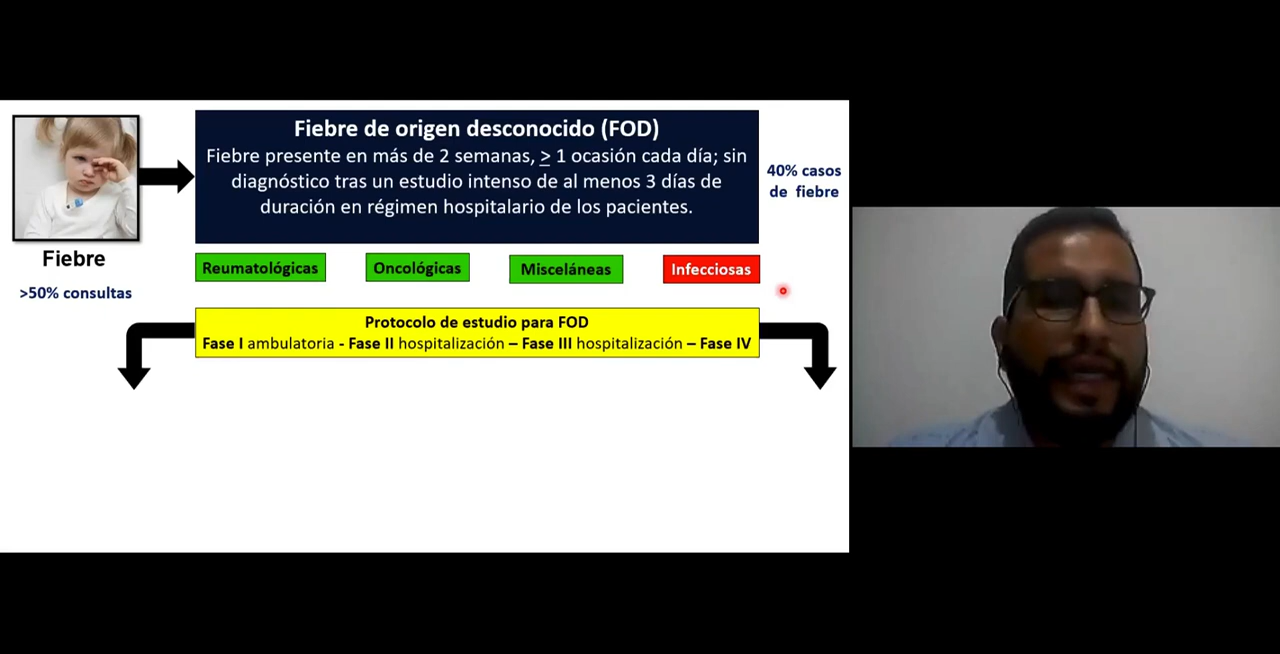 Fiebre de origen desconocido (FOD)
Fiebre presente en más de 2 semanas, ≥ 1 ocasión cada día; sin
diagnóstico tras un estudio intenso de al menos 3 días de
duración en régimen hospitalario de los pacientes.
40% casos
de fiebre
Fiebre
>50% consultas
Reumatológicas
Oncológicas
Misceláneas
Infecciosas
Protocolo de estudio para FOD
Fase I ambulatoria - Fase II hospitalización – Fase III hospitalización – Fase IV